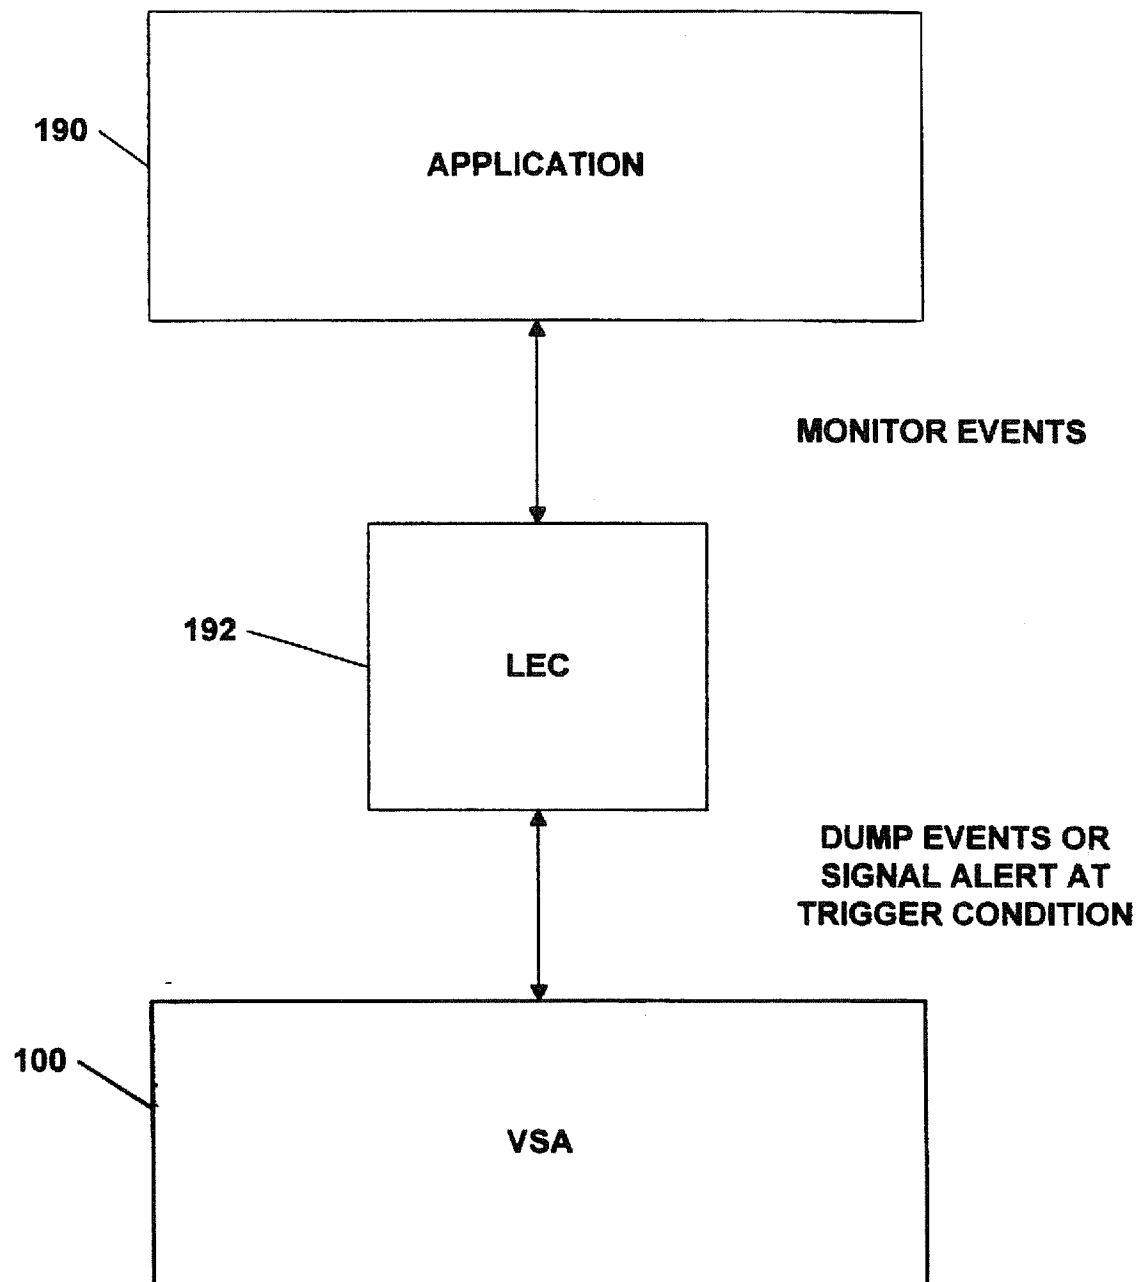 190
APPLICATION
MONITOR EVENTS
192
LEC
DUMP EVENTS OR
SIGNAL ALERT AT
TRIGGER CONDITION
100
VSA